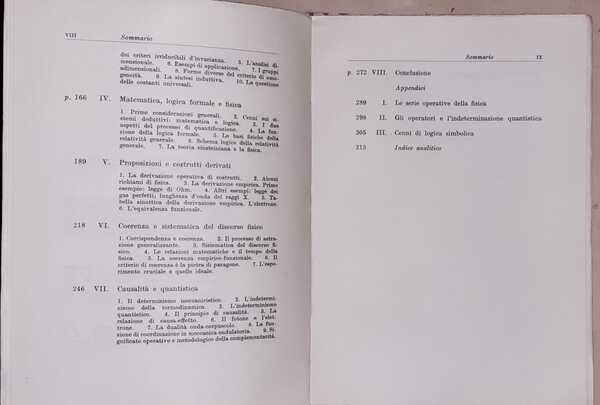 VIII Sommario
dei criteri irriducibili d'invarianza. 5. L'analisi di-
mensionale. 6. Esempi di applicazione. 7. I gruppi
adimensionali. 8. Forme diverse del criterio di omo-
geneità. 9. La sintesi induttiva. 10. La questione
delle costanti universali.
p. 166 IV. Matematica, logica formale e fisica
1. Prime considerazioni generali. 2. Cenni sui si-
stemi deduttivi: matematica e logica. 3. I due
aspetti del processo di quantificazione. 4. La fun-
zione della logica formale. 5. Le basi fisiche della
relatività generale. 6. Schema logico della relatività
generale. 7. La teoria einsteiniana e la fisica.
189 V. Proposizioni e costrutti derivati
1. La derivazione operativa di costrutti. 2. Alcuni
richiami di fisica. 3. La derivazione empirica. Primo
esempio: legge di Ohm. 4. Altri esempi: legge dei
gas perfetti; lunghezza d'onda dei raggi X. 5. Ta-
bella sinottica della derivazione empirica. L'elettrone.
6. L'equivalenza funzionale.
218 VI. Coerenza e sistematica del discorso fisico
1. Corrispondenza e coerenza. 2. Il processo di astra-
zione generalizzante. 3. Sistematica del discorso fi-
sico. 4. Le relazioni matematiche e il tempo della
fisica. 5. La coerenza empirico-funzionale. 6. Il
criterio di coerenza è la pietra di paragone. 7. L'espe-
rimento cruciale e quello ideale.
246 VII. Causalità e quantistica
1. Il determinismo meccanicistico. 2. L'indetermi-
nismo della termodinamica. 3. L'indeterminismo
quantistico. 4. Il principio di causalità. 5. La
relazione di causa-effetto. 6. Il fotone e l'elet-
trone. 7. La dualità onda-corpuscolo. 8. La fun-
zione di coordinazione in meccanica ondulatoria. 9. Si-
gnificato operativo e metodologico della complementarità.
Sommario IX
p. 272 VIII. Conclusione
Appendici
289 I. Le serie operative della fisica
298 II. Gli operatori e l'indeterminazione quantistica
305 III. Cenni di logica simbolica
313 Indice analitico